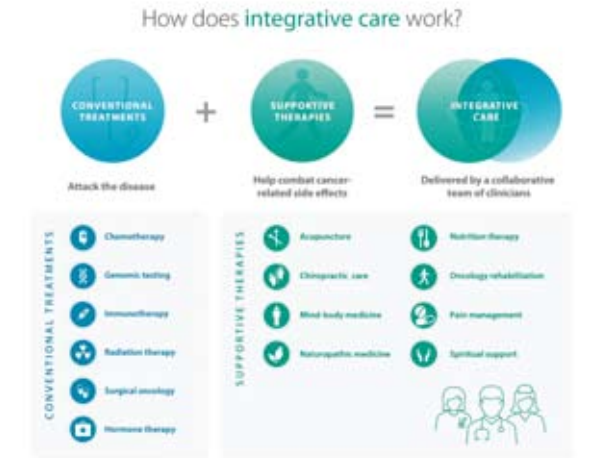 How does integrative care work?
CONVENTIONAL
TREATMENTS
+
SUPPORTIVE
THERAPIES
=
INTEGRATIVE
CARE
Attack the disease
Help combat cancer-
related side effects
Delivered by a collaborative
team of clinicians
CONVENTIONAL TREATMENTS
Chemotherapy
Genomic testing
Immunotherapy
Radiation therapy
Surgical oncology
Hormone therapy
SUPPORTIVE THERAPIES
Acupuncture
Chiropractic care
Mind-body medicine
Naturopathic medicine
Nutrition therapy
Oncology rehabilitation
Pain management
Spiritual support